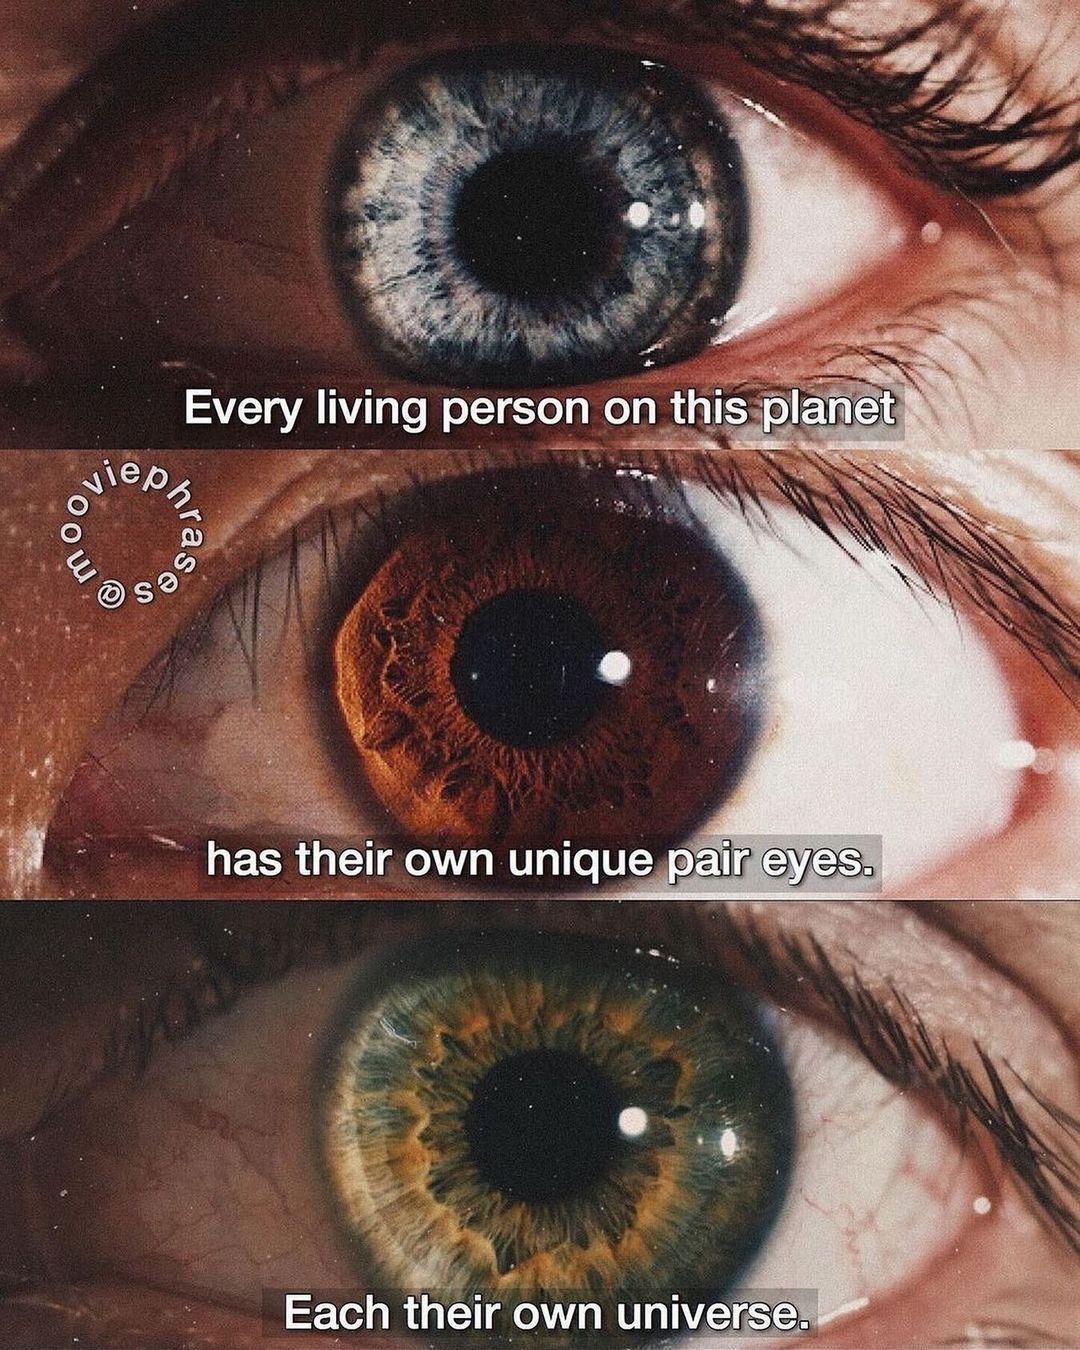 Every living person on this planet
@mooviephrases
has their own unique pair eyes.
Each their own universe.